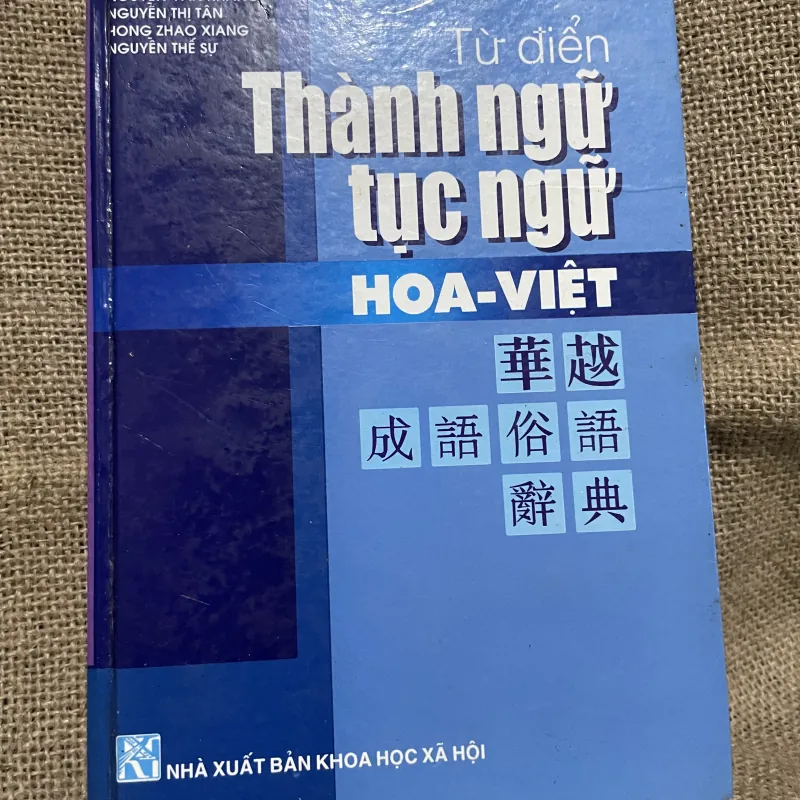 NGUYỄN THỊ TÂN
HONG ZHAO XIANG
NGUYỄN THẾ SỰ
Từ điển
Thành ngữ
tục ngữ
HOA-VIỆT
華越
成語俗語
辭典
NHÀ XUẤT BẢN KHOA HỌC XÃ HỘI